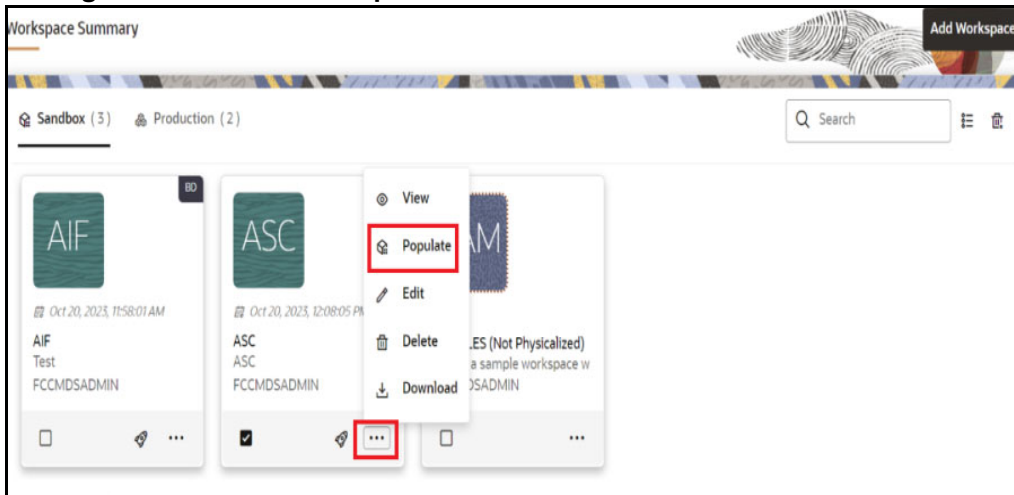 Workspace Summary
Add Workspace
Sandbox (3)
Production (2)
Search
BD
AIF
Oct 20, 2023, 11:58:01 AM
AIF
Test
FCCMDSADMIN
ASC
Oct 20, 2023, 12:08:05 PM
ASC
ASC
FCCMDSADMIN
View
Populate
Edit
Delete
Download
AM
LES (Not Physicalized)
a sample workspace w
DSADMIN